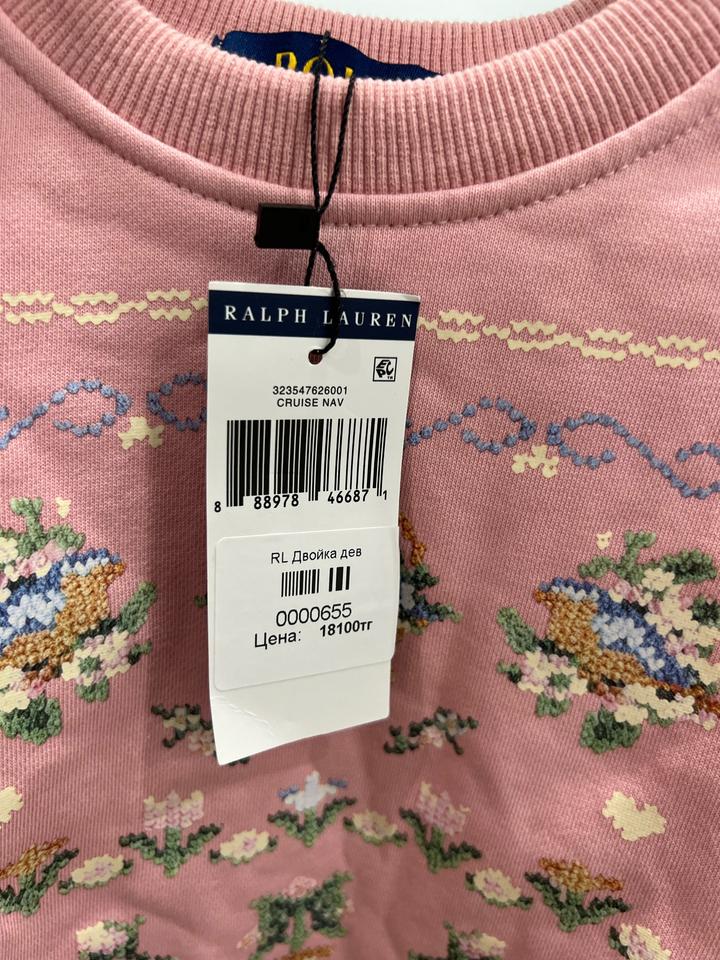 RALPH LAUREN
323547626001
CRUISE NAV
8 88978 46687 1
RL Двойка дев
0000655
Цена: 18100тг